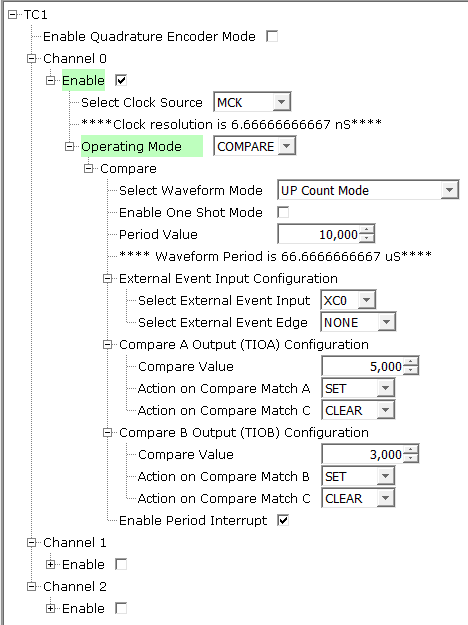 TC1
Enable Quadrature Encoder Mode
Channel 0
Enable
Select Clock Source MCK
****Clock resolution is 6.66666666667 nS****
Operating Mode COMPARE
Compare
Select Waveform Mode UP Count Mode
Enable One Shot Mode
Period Value 10,000
**** Waveform Period is 66.6666666667 uS****
External Event Input Configuration
Select External Event Input XC0
Select External Event Edge NONE
Compare A Output (TIOA) Configuration
Compare Value 5,000
Action on Compare Match A SET
Action on Compare Match C CLEAR
Compare B Output (TIOB) Configuration
Compare Value 3,000
Action on Compare Match B SET
Action on Compare Match C CLEAR
Enable Period Interrupt
Channel 1
Enable
Channel 2
Enable